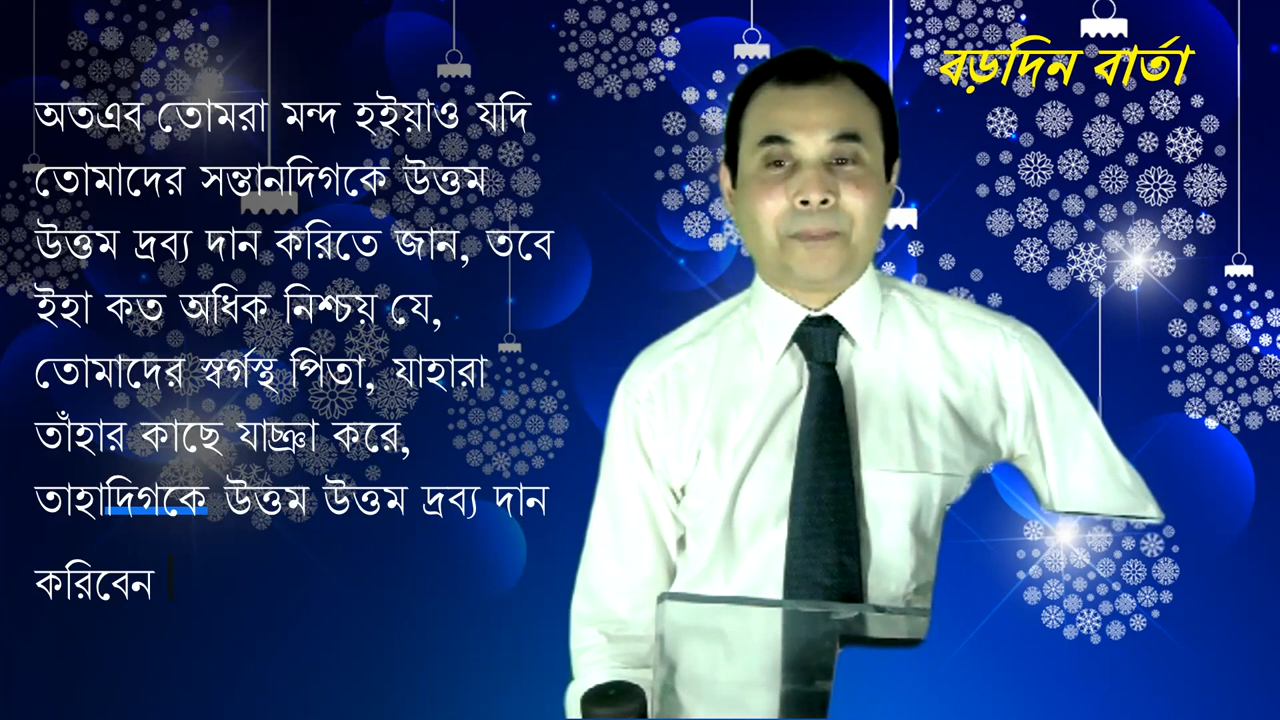 বড়দিন বার্তা
অতএব তোমরা মন্দ হইয়াও যদি
তোমাদের সন্তানদিগকে উত্তম
উত্তম দ্রব্য দান করিতে জান, তবে
ইহা কত অধিক নিশ্চয় যে,
তোমাদের স্বর্গস্থ পিতা, যাহারা
তাঁহার কাছে যাচ্ঞা করে,
তাহাদিগকে উত্তম উত্তম দ্রব্য দান
করিবেন